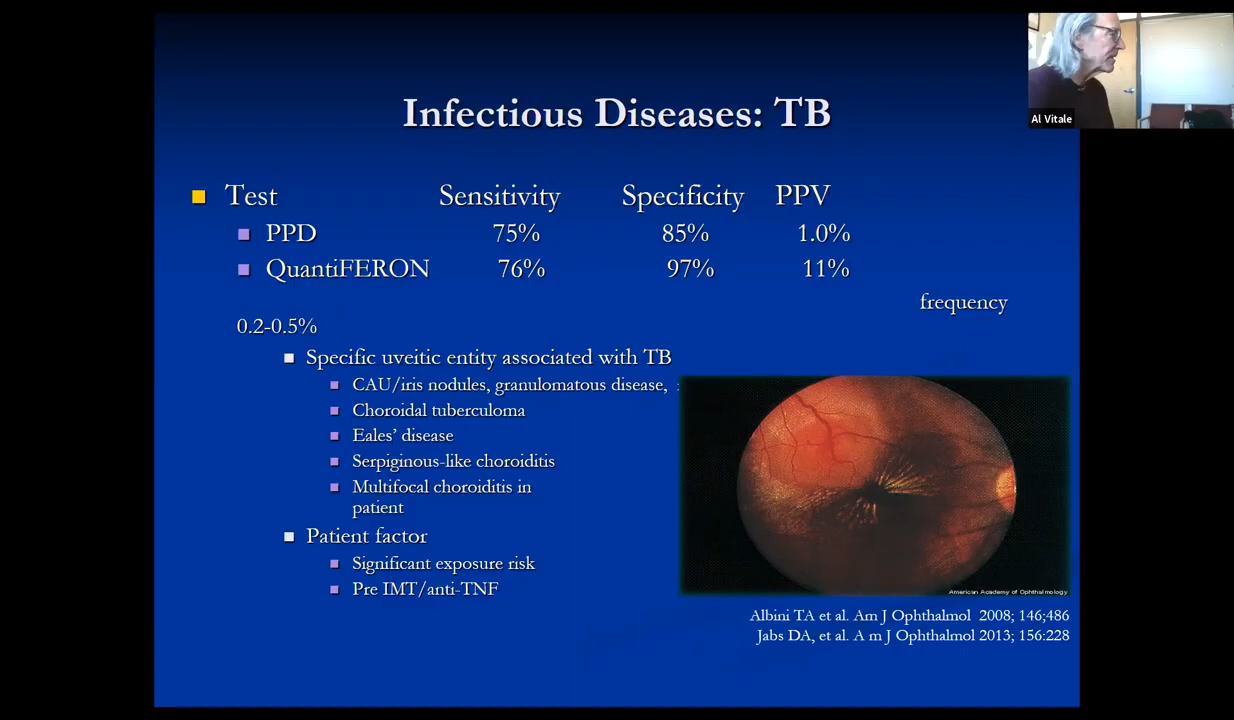 Al Vitale
Infectious Diseases: TB
Test Sensitivity Specificity PPV
PPD 75% 85% 1.0%
QuantiFERON 76% 97% 11%
frequency
0.2-0.5%
Specific uveitic entity associated with TB
CAU/iris nodules, granulomatous disease,
Choroidal tuberculoma
Eales’ disease
Serpiginous-like choroiditis
Multifocal choroiditis in
patient
Patient factor
Significant exposure risk
Pre IMT/anti-TNF
American Academy of Ophthalmology
Albini TA et al. Am J Ophthalmol 2008; 146;486
Jabs DA, et al. A m J Ophthalmol 2013; 156:228